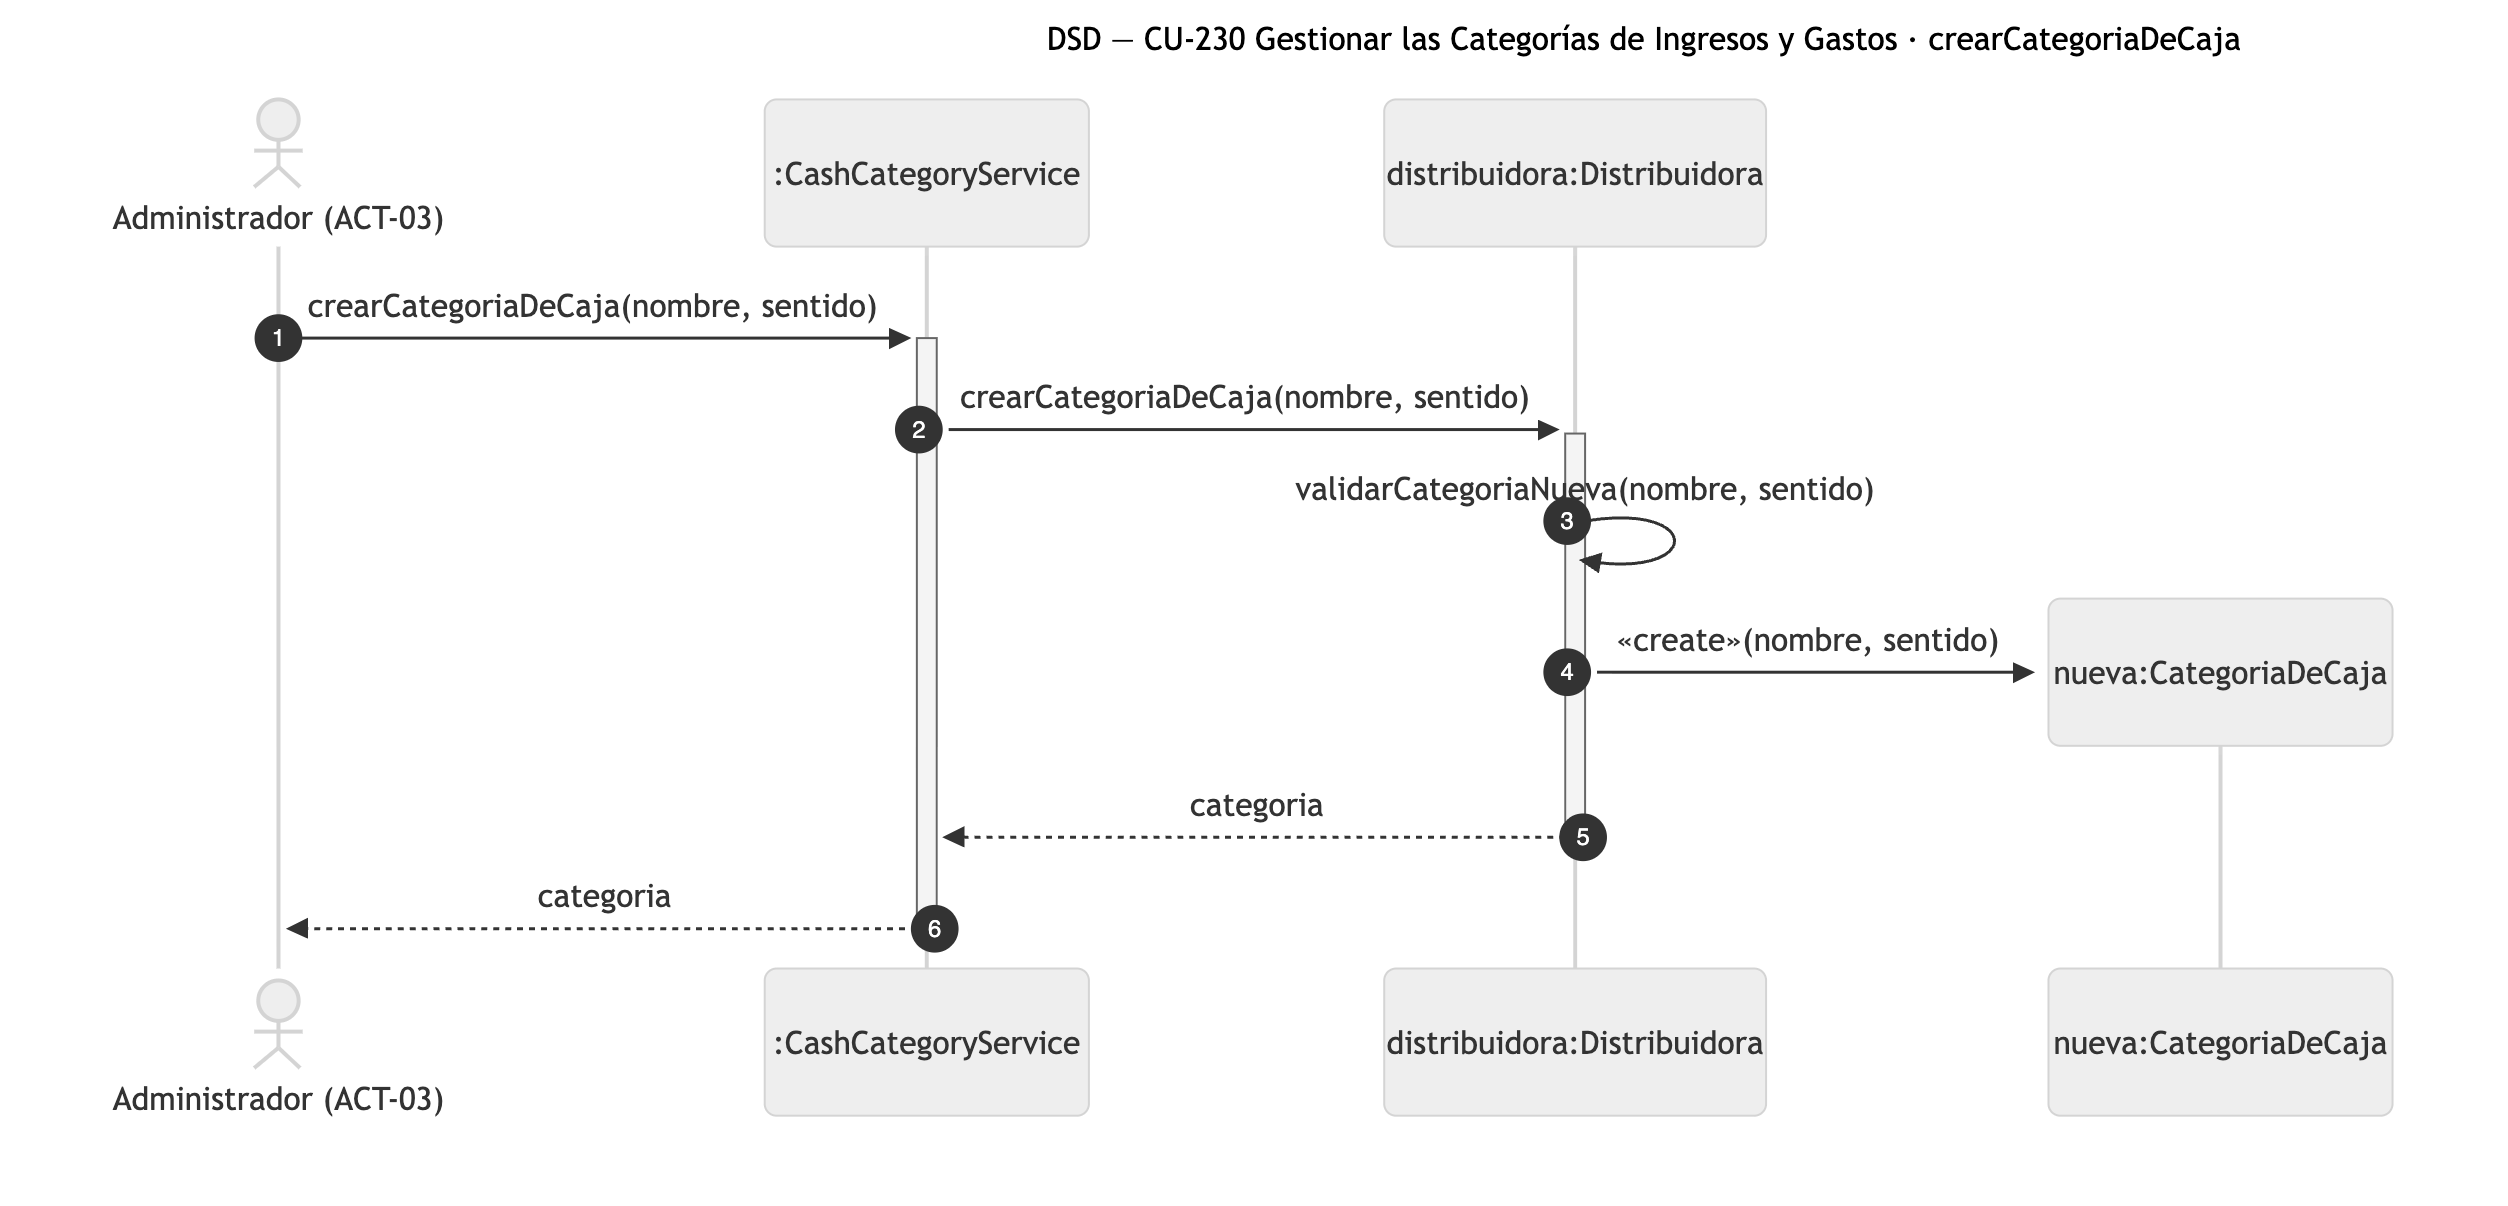 DSD — CU-230 Gestionar las Categorías de Ingresos y Gastos · crearCategoriaDeCaja
Administrador (ACT-03)
:CashCategoryService
distribuidora:Distribuidora
crearCategoriaDeCaja(nombre, sentido)
1
crearCategoriaDeCaja(nombre, sentido)
2
validarCategoriaNueva(nombre, sentido)
3
«create»(nombre, sentido)
4
nueva:CategoriaDeCaja
categoria
5
categoria
6
Administrador (ACT-03)
:CashCategoryService
distribuidora:Distribuidora
nueva:CategoriaDeCaja